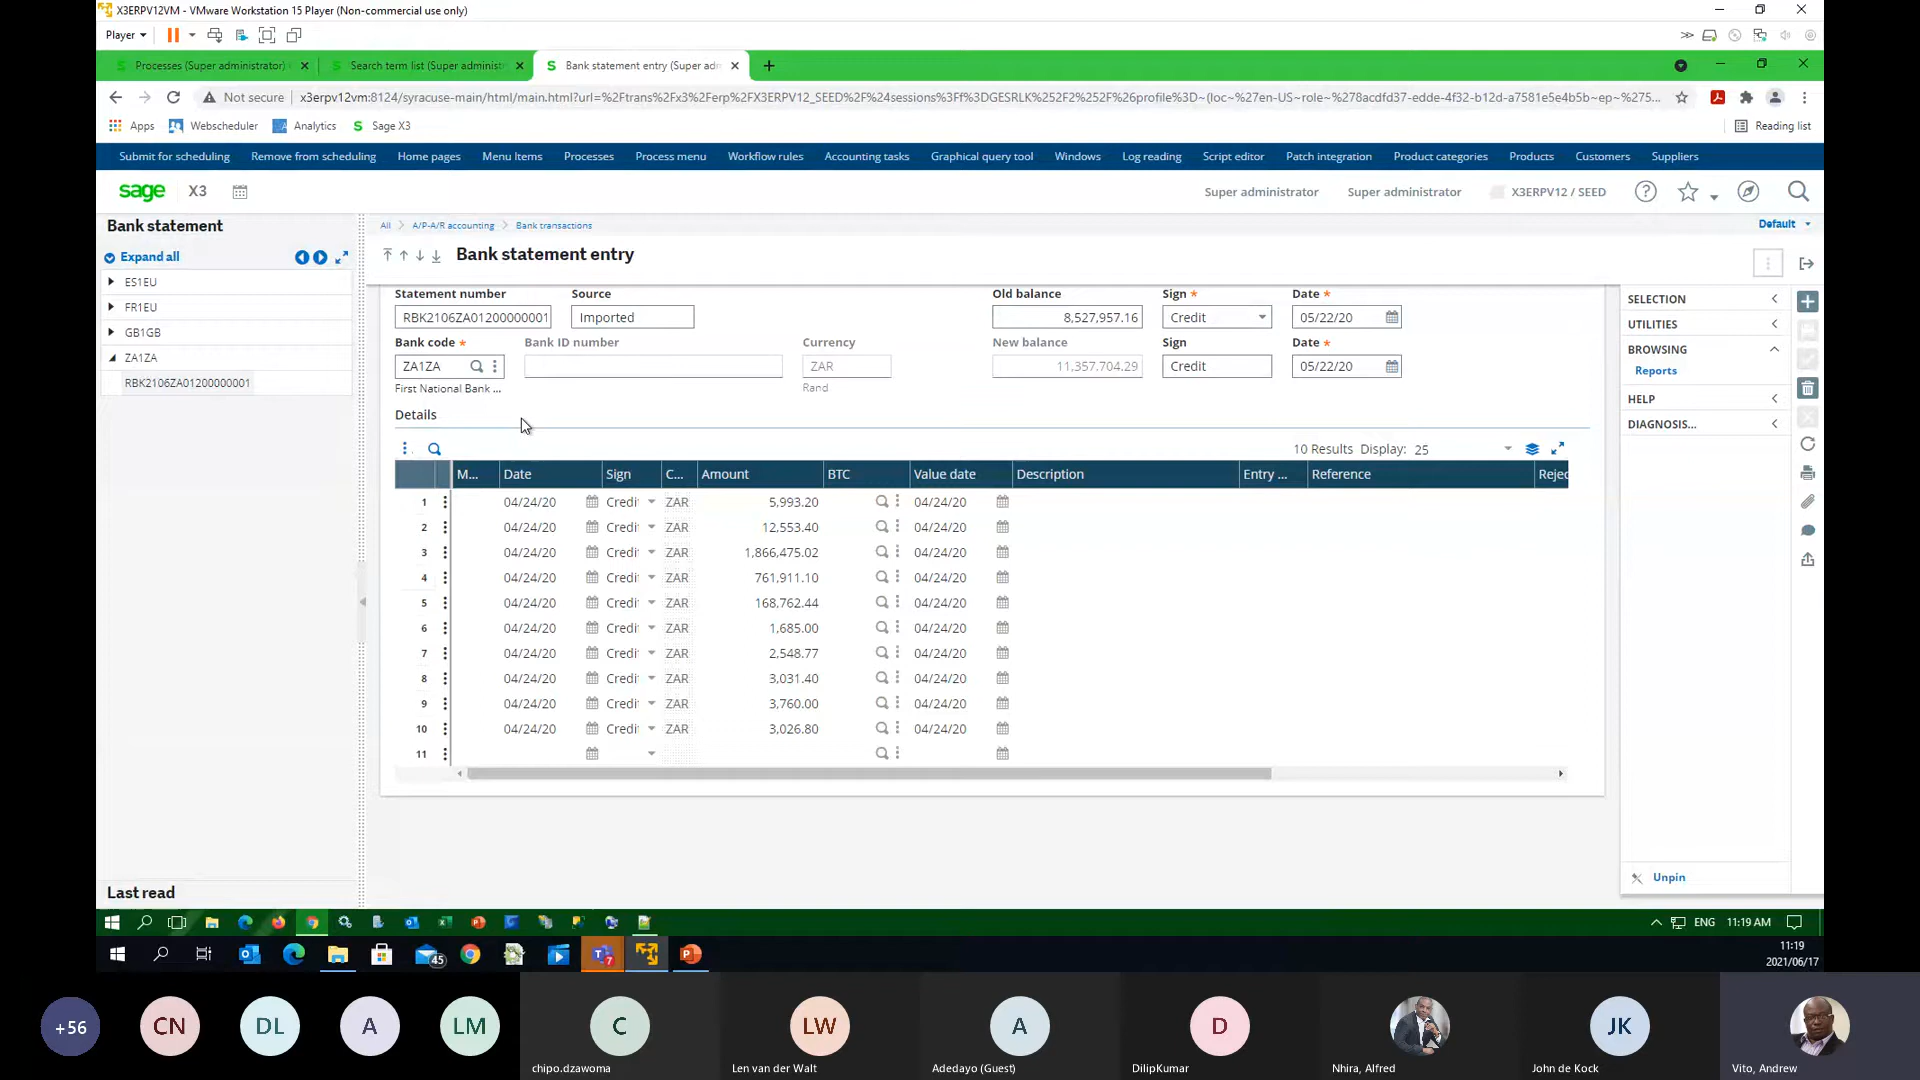 X3ERPV12VM - VMware Workstation 15 Player (Non-commercial use only)
Player
Processes (Super administrator)
Search term list (Super administ
Bank statement entry (Super adm
Not secure
x3erpv12vm:8124/syracuse-main/html/main.html?url=%2Ftrans%2Fx3%2Ferp%2FX3ERPV12_SEED%2F%24sessions%3Ff%3DGESRLK%252F2%252F%26profile%3D~(loc~%27en-US~role~%278acdfd37-edde-4f32-b12d-a7581e5e4b5b~ep~%275...
Apps
Webscheduler
Analytics
Sage X3
Reading list
Submit for scheduling
Remove from scheduling
Home pages
Menu Items
Processes
Process menu
Workflow rules
Accounting tasks
Graphical query tool
Windows
Log reading
Script editor
Patch integration
Product categories
Products
Customers
Suppliers
sage
X3
Super administrator
Super administrator
X3ERPV12 / SEED
Bank statement
Expand all
ES1EU
FR1EU
GB1GB
ZA1ZA
RBK2106ZA01200000001
Last read
All
A/P-A/R accounting
Bank transactions
Default
Bank statement entry
Statement number
Source
Old balance
Sign *
Date *
RBK2106ZA01200000001
Imported
8,527,957.16
Credit
05/22/20
Bank code *
Bank ID number
Currency
New balance
Sign
Date *
ZA1ZA
ZAR
11,357,704.29
Credit
05/22/20
First National Bank ...
Rand
Details
10 Results Display: 25
M... Date Sign C... Amount BTC Value date Description Entry ... Reference Rejec
1 04/24/20 Credit ZAR 5,993.20 04/24/20
2 04/24/20 Credit ZAR 12,553.40 04/24/20
3 04/24/20 Credit ZAR 1,866,475.02 04/24/20
4 04/24/20 Credit ZAR 761,911.10 04/24/20
5 04/24/20 Credit ZAR 168,762.44 04/24/20
6 04/24/20 Credit ZAR 1,685.00 04/24/20
7 04/24/20 Credit ZAR 2,548.77 04/24/20
8 04/24/20 Credit ZAR 3,031.40 04/24/20
9 04/24/20 Credit ZAR 3,760.00 04/24/20
10 04/24/20 Credit ZAR 3,026.80 04/24/20
11
SELECTION
UTILITIES
BROWSING
Reports
HELP
DIAGNOSIS...
Unpin
ENG 11:19 AM
45
7
11:19
2021/06/17
+56
CN
DL
A
LM
C
chipo.dzawoma
LW
Len van der Walt
A
Adedayo (Guest)
D
DilipKumar
Nhira, Alfred
JK
John de Kock
Vito, Andrew